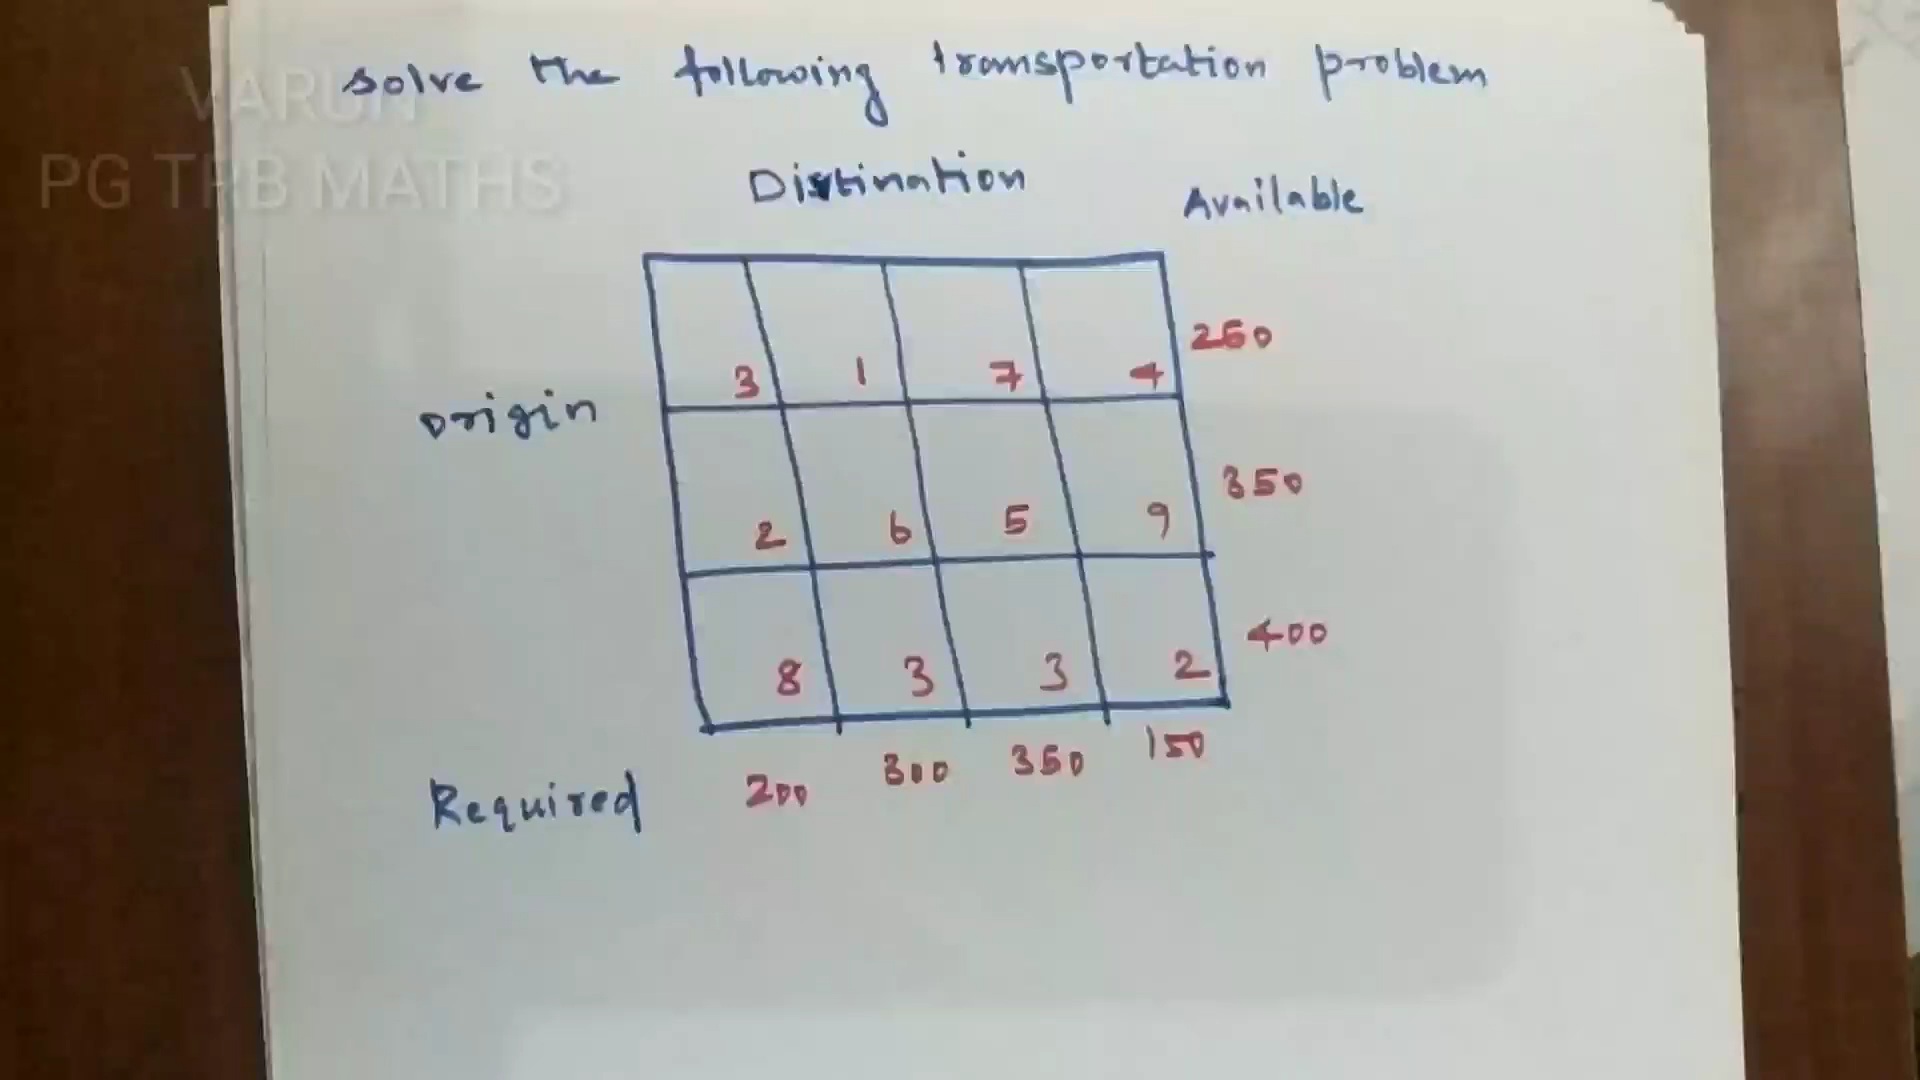 solve the following transportation problem
VARUN
PG TRB MATHS
Distination
Available
3 1 7 4 250
Origin
2 6 5 9 350
8 3 3 2 400
Required 200 300 350 150